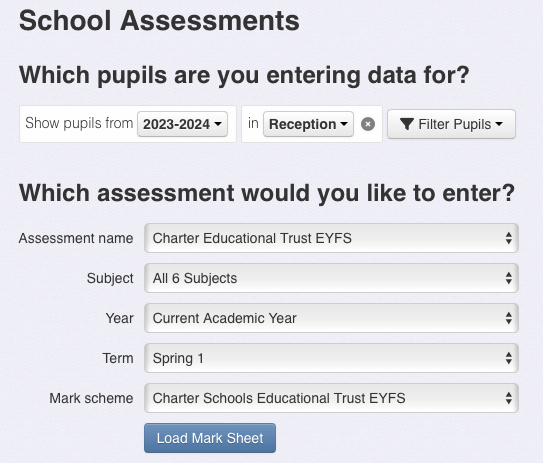 School Assessments
Which pupils are you entering data for?
Show pupils from 2023-2024 in Reception Filter Pupils
Which assessment would you like to enter?
Assessment name Charter Educational Trust EYFS
Subject All 6 Subjects
Year Current Academic Year
Term Spring 1
Mark scheme Charter Schools Educational Trust EYFS
Load Mark Sheet